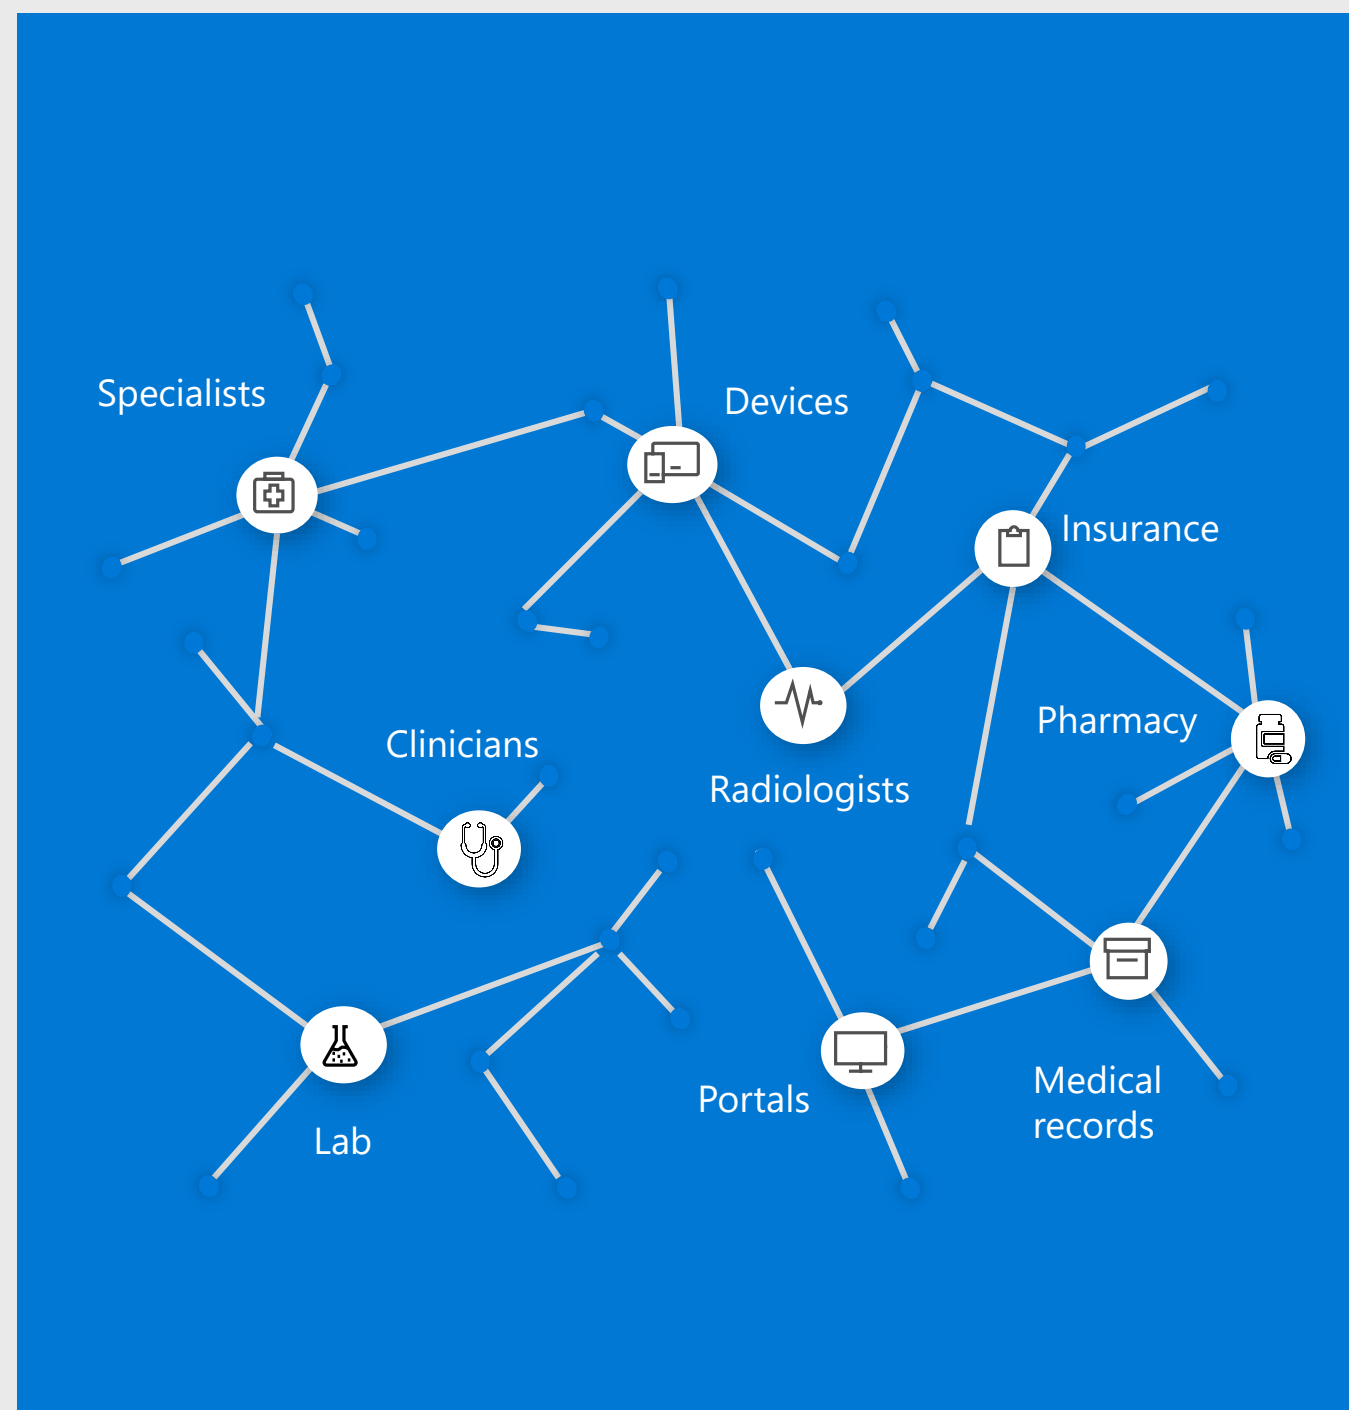 Specialists
Devices
Insurance
Pharmacy
Clinicians
Radiologists
Portals
Medical
records
Lab